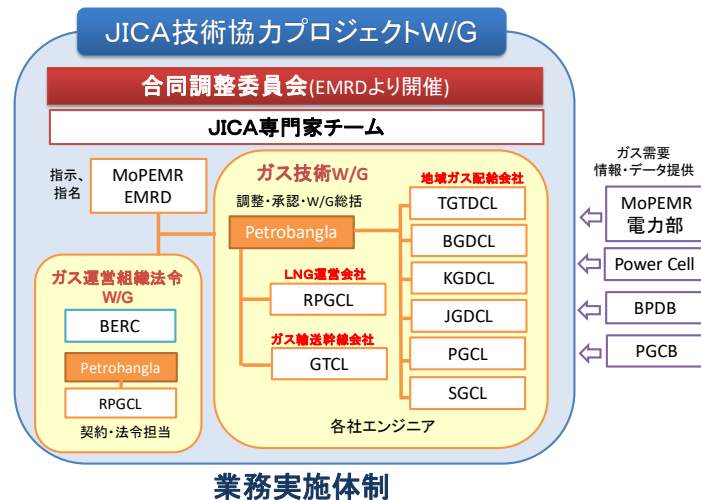 JICA技術協力プロジェクトW/G
合同調整委員会(EMRDより開催)
JICA専門家チーム
指示、
指名
MoPEMR
EMRD
ガス運営組織法令
W/G
BERC
Petrobangla
RPGCL
契約・法令担当
ガス技術W/G
調整・承認・W/G総括
Petrobangla
LNG運営会社
RPGCL
ガス輸送幹線会社
GTCL
地域ガス配給会社
TGTDCL
BGDCL
KGDCL
JGDCL
PGCL
SGCL
各社エンジニア
ガス需要
情報・データ提供
MoPEMR
電力部
Power Cell
BPDB
PGCB
業務実施体制